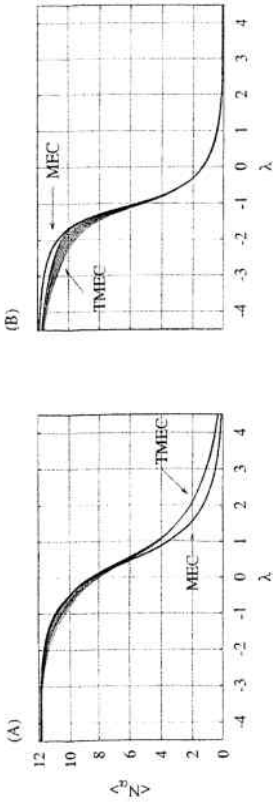 (A)
12
10
8
6
4
2
0
<N_α>
TMEC
MEC
-4 -3 -2 -1 0 1 2 3 4
λ
(B)
MEC
TMEC
-4 -3 -2 -1 0 1 2 3 4
λ